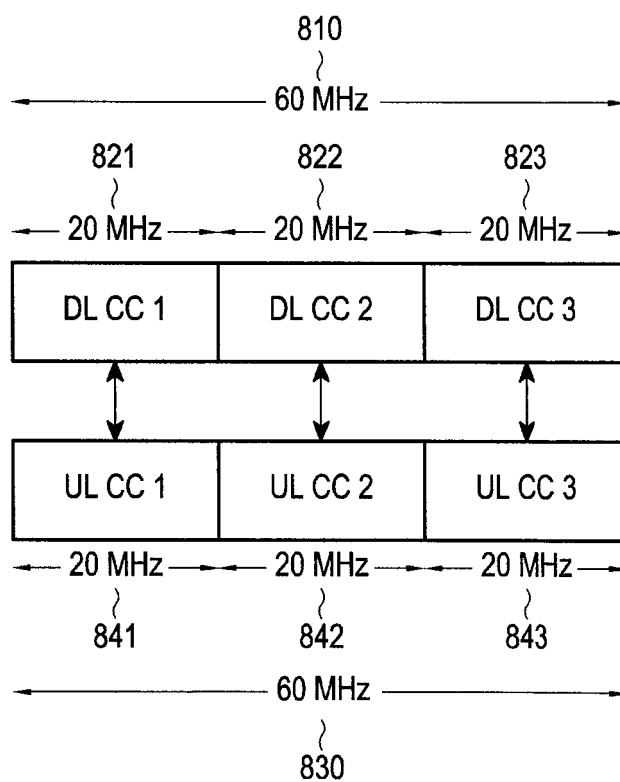 810
60 MHz
821 822 823
20 MHz 20 MHz 20 MHz
DL CC 1 DL CC 2 DL CC 3
UL CC 1 UL CC 2 UL CC 3
20 MHz 20 MHz 20 MHz
841 842 843
60 MHz
830